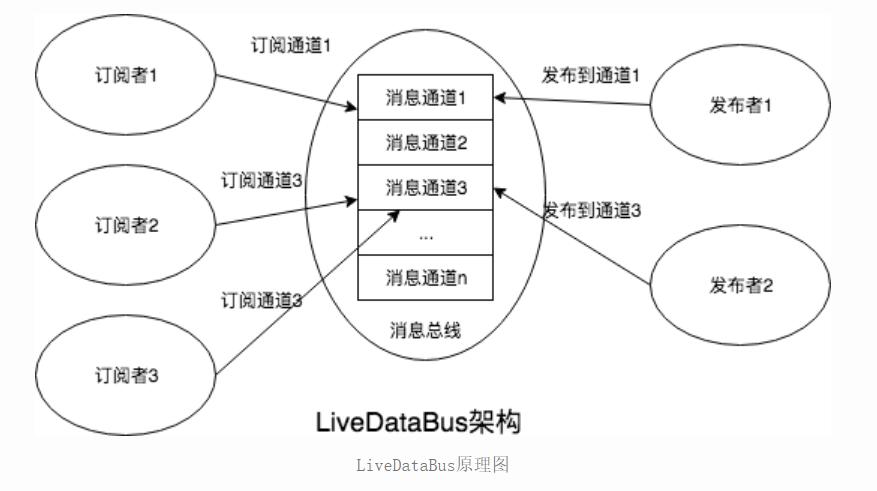 订阅通道1
订阅者1
消息通道1
发布到通道1
发布者1
消息通道2
订阅通道3
消息通道3
发布到通道3
订阅者2
...
消息通道n
发布者2
订阅通道3
消息总线
订阅者3
LiveDataBus架构
LiveDataBus原理图